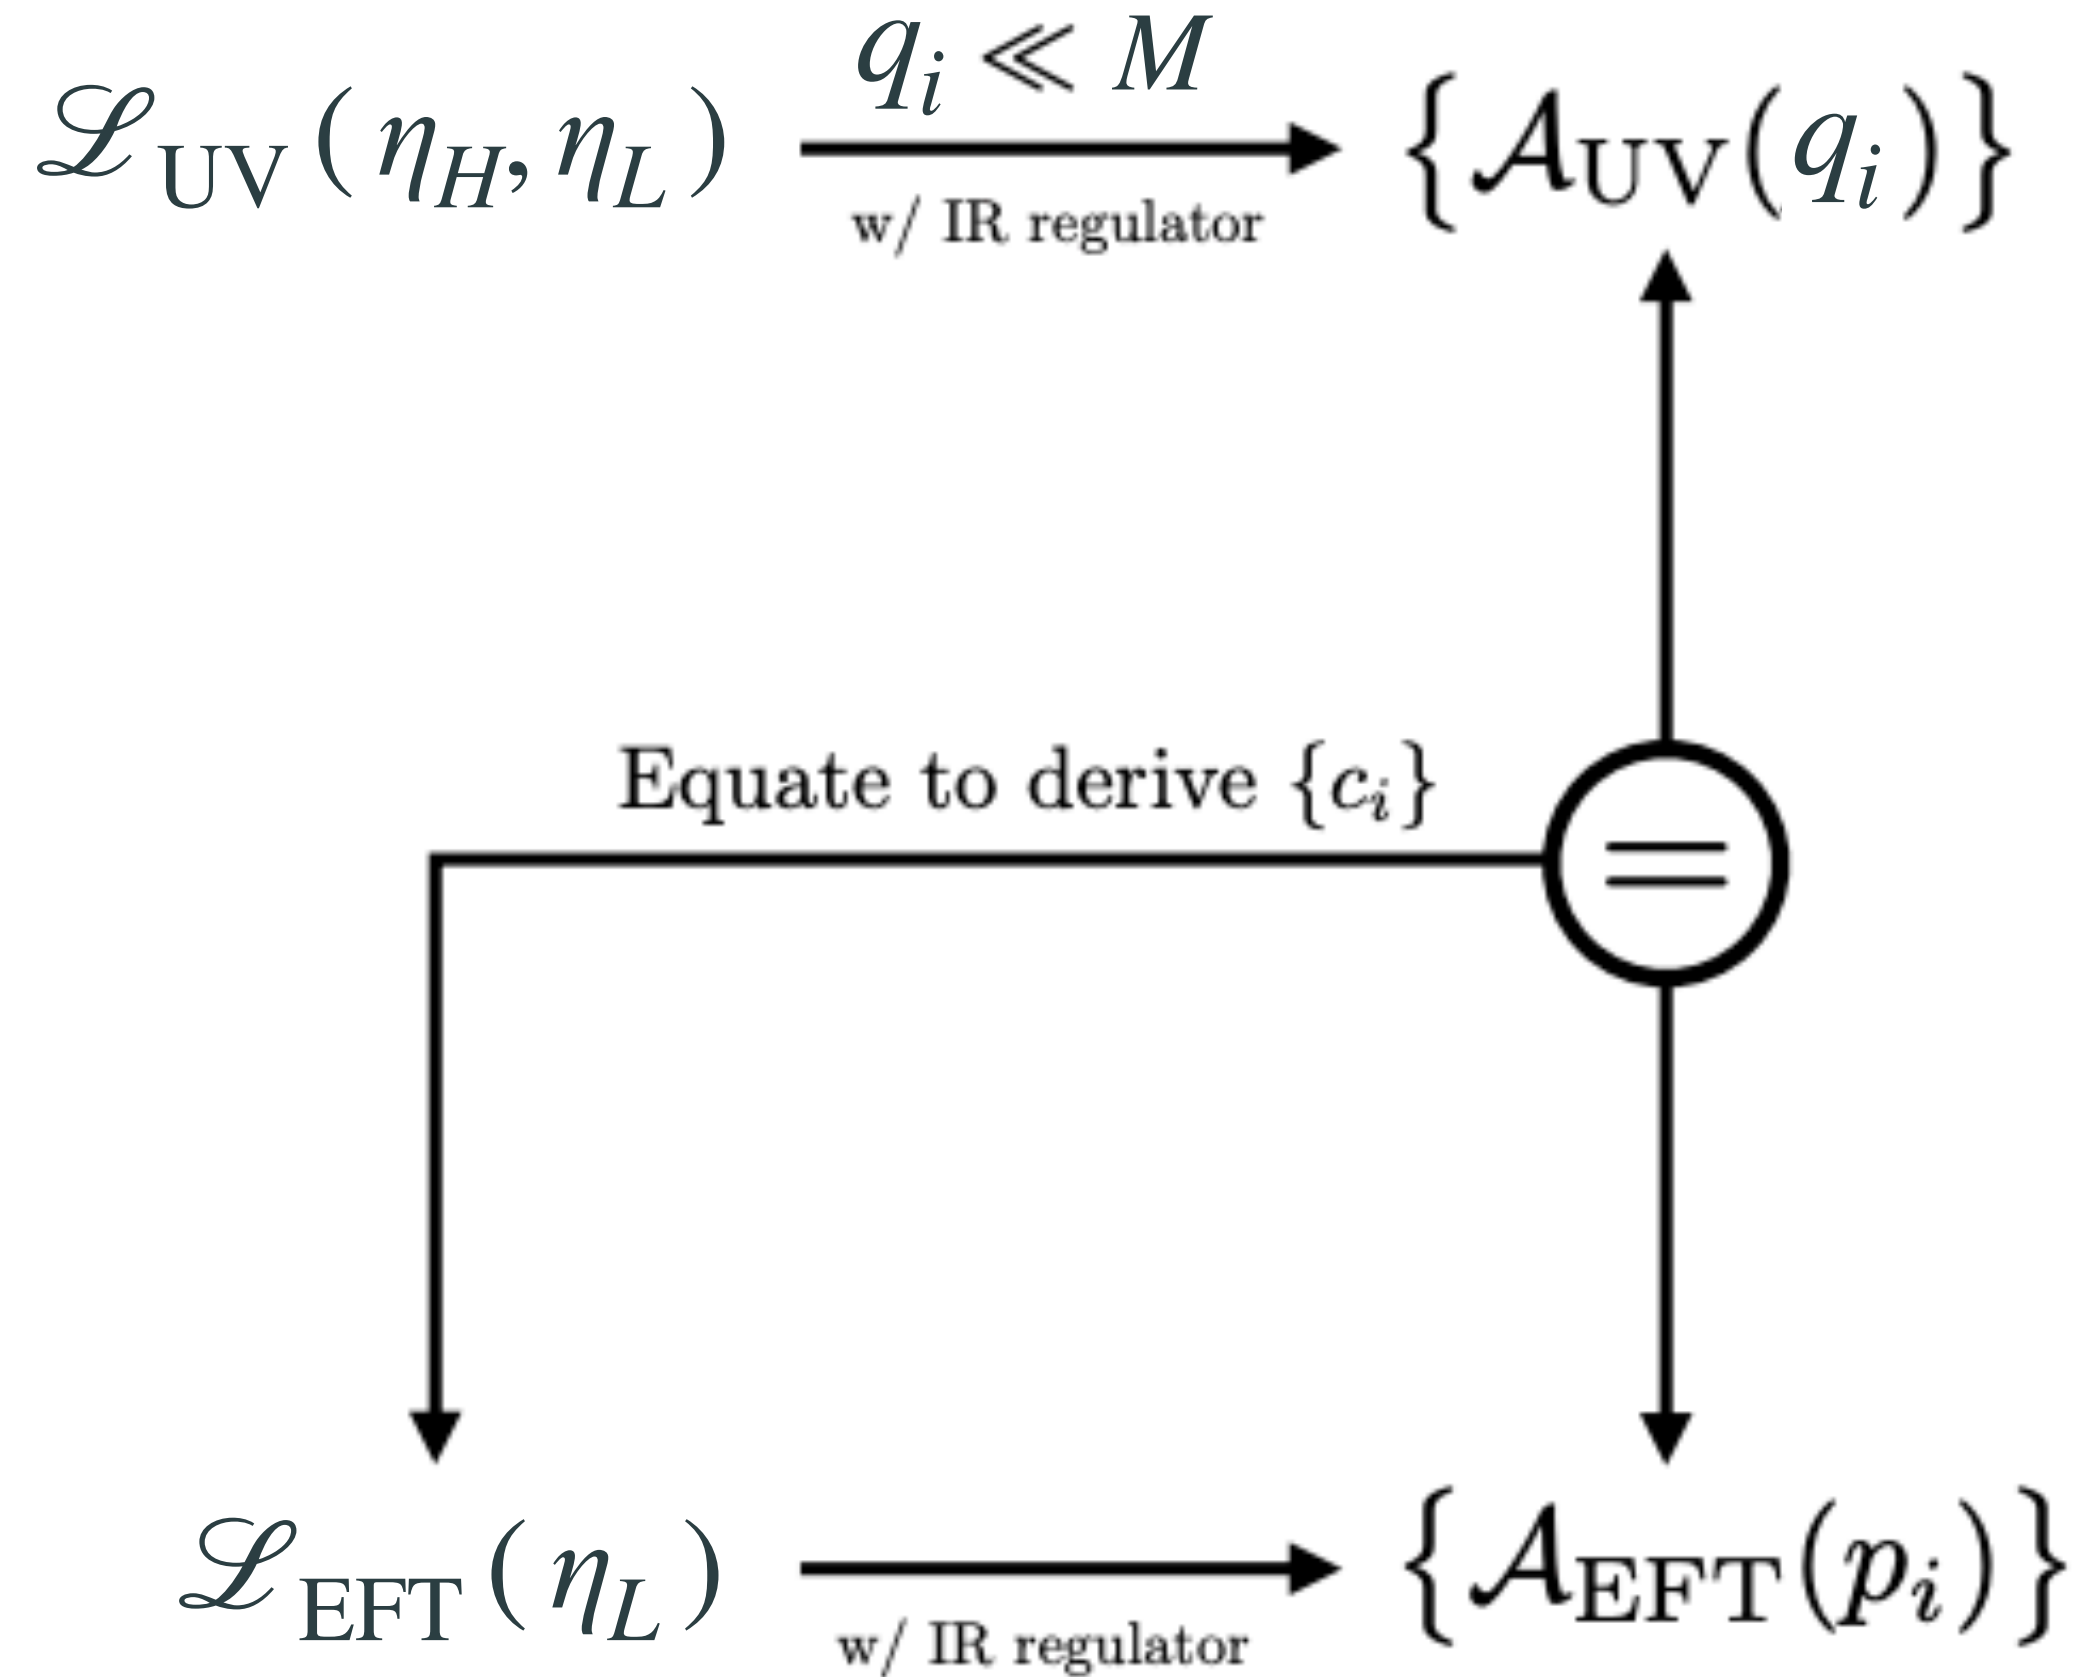 ℒ_UV(η_H, η_L)
q_i ≪ M
w/ IR regulator
{𝒜_UV(q_i)}
Equate to derive {c_i}
=
ℒ_EFT(η_L)
w/ IR regulator
{𝒜_EFT(p_i)}